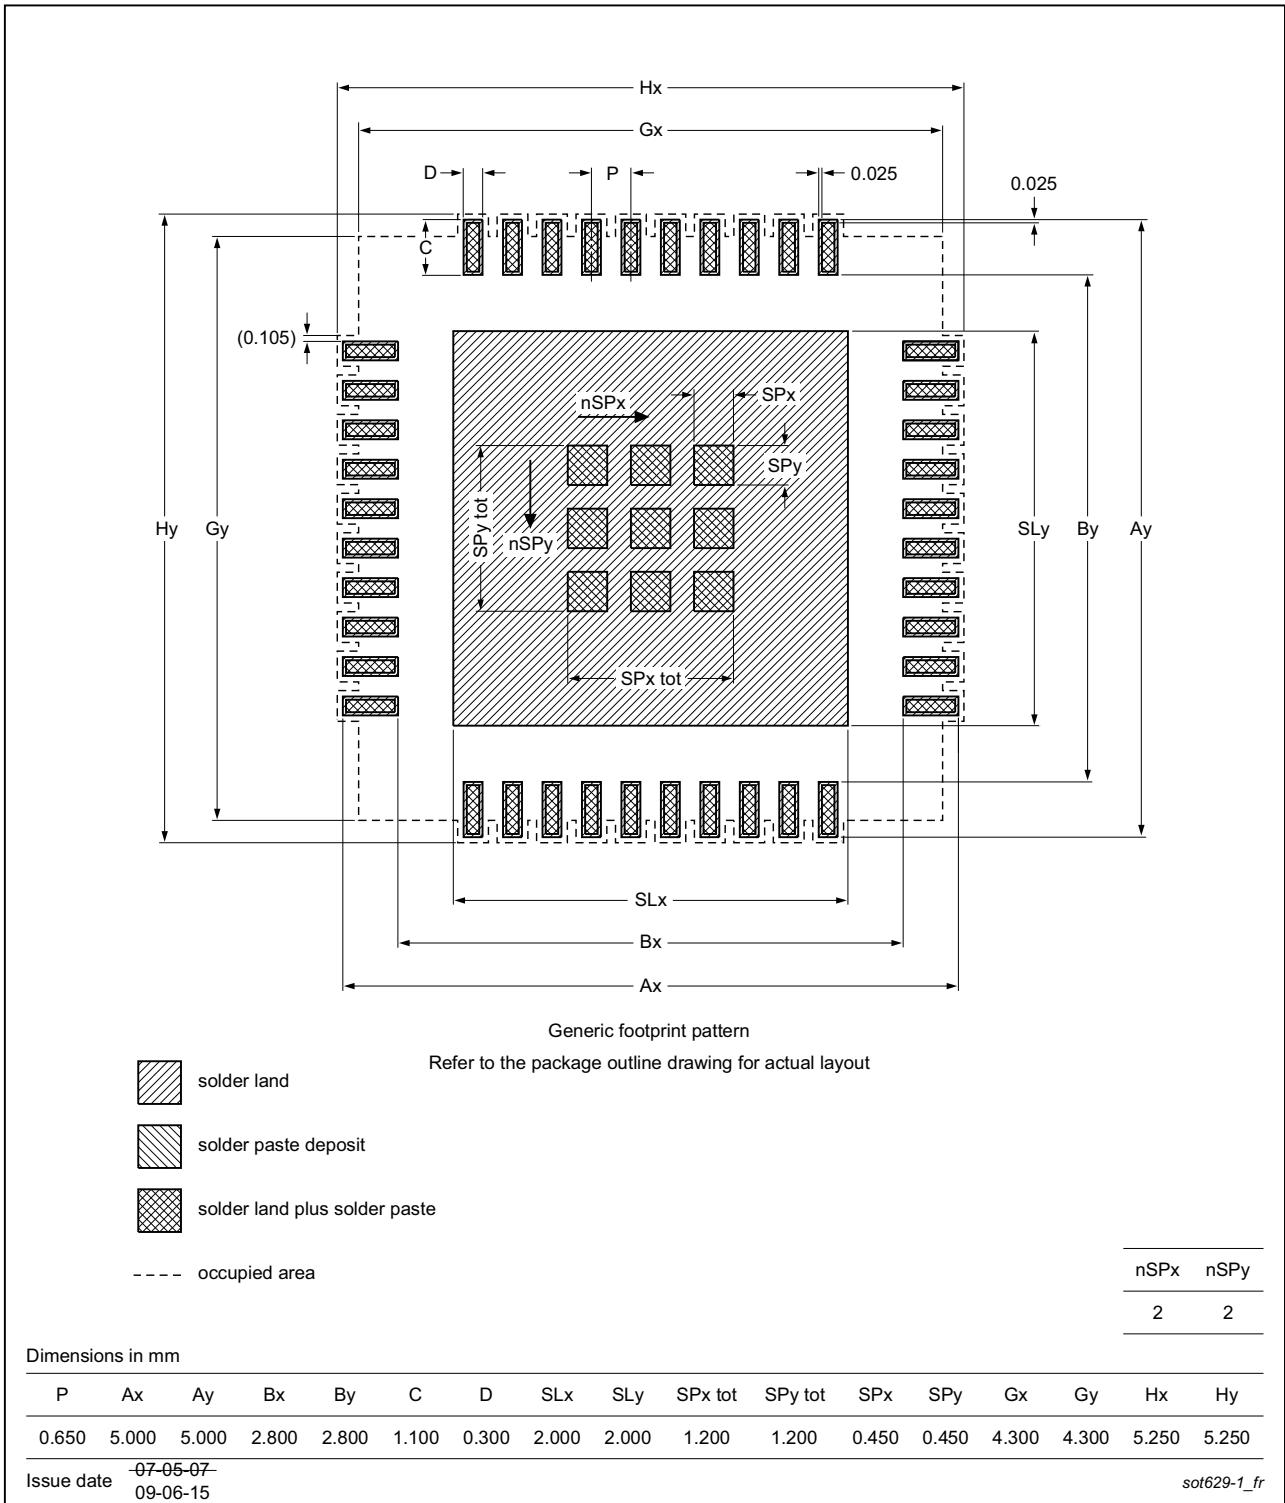 Hx
Gx
D
P
0.025
0.025
C
(0.105)
SPx
nSPx
SPy
SPy tot
nSPy
Hy
Gy
SLy
By
Ay
SPx tot
SLx
Bx
Ax
Generic footprint pattern
Refer to the package outline drawing for actual layout
solder land
solder paste deposit
solder land plus solder paste
occupied area
nSPx nSPy
2 2
Dimensions in mm
P Ax Ay Bx By C D SLx SLy SPx tot SPy tot SPx SPy Gx Gy Hx Hy
0.650 5.000 5.000 2.800 2.800 1.100 0.300 2.000 2.000 1.200 1.200 0.450 0.450 4.300 4.300 5.250 5.250
Issue date 07-05-07
09-06-15
sot629-1_fr